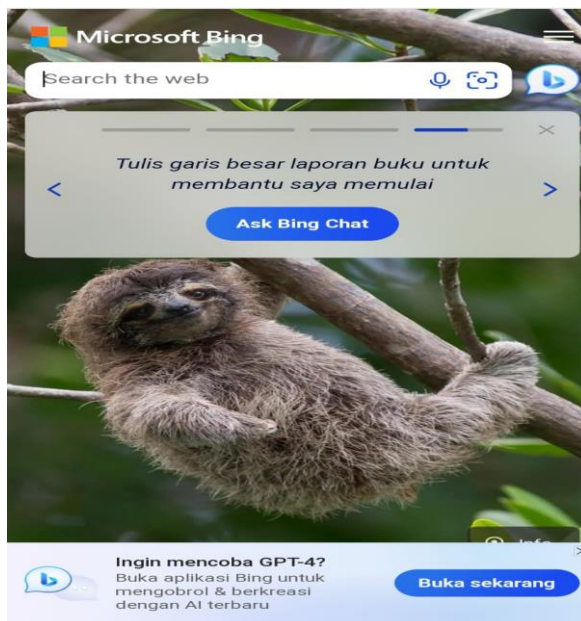 Microsoft Bing
Search the web
Tulis garis besar laporan buku untuk
membantu saya memulai
Ask Bing Chat
Info
Ingin mencoba GPT-4?
Buka aplikasi Bing untuk
mengobrol & berkreasi
dengan AI terbaru
Buka sekarang